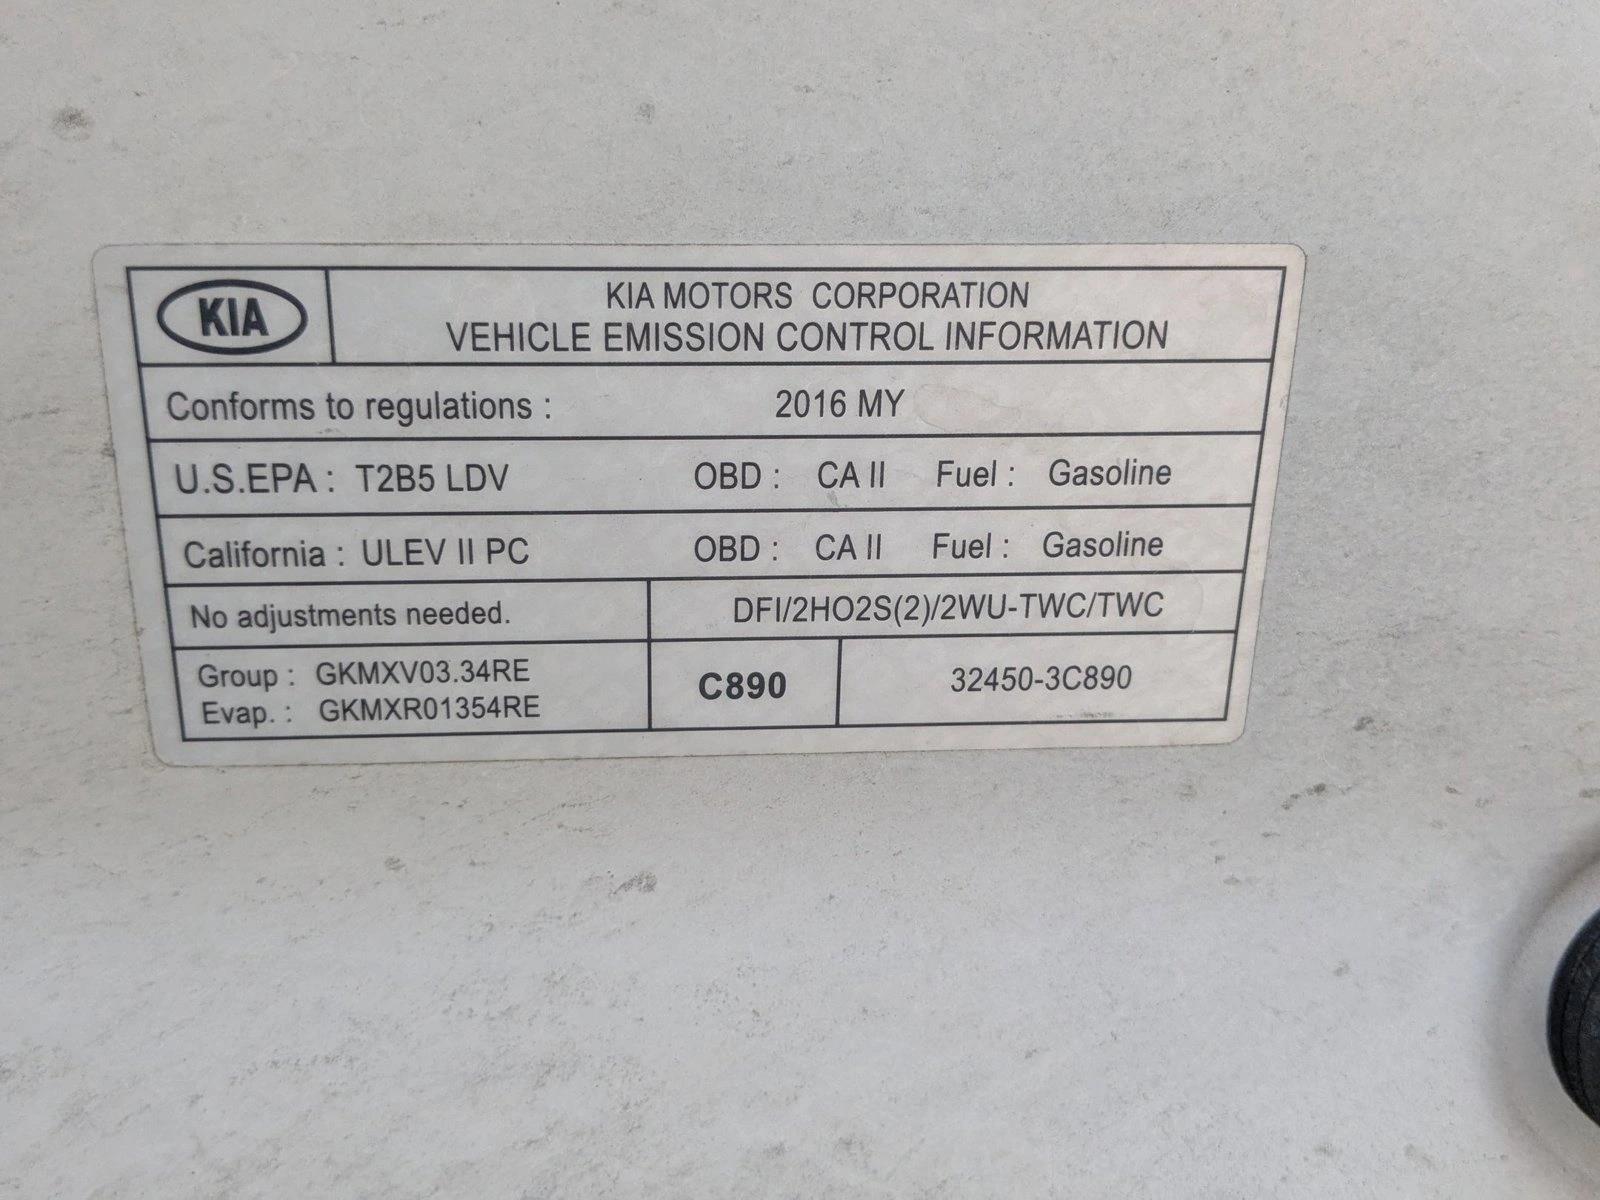 KIA
KIA MOTORS CORPORATION
VEHICLE EMISSION CONTROL INFORMATION
Conforms to regulations : 2016 MY
U.S.EPA : T2B5 LDV OBD : CA II Fuel : Gasoline
California : ULEV II PC OBD : CA II Fuel : Gasoline
No adjustments needed. DFI/2HO2S(2)/2WU-TWC/TWC
Group : GKMXV03.34RE
Evap. : GKMXR01354RE
C890
32450-3C890